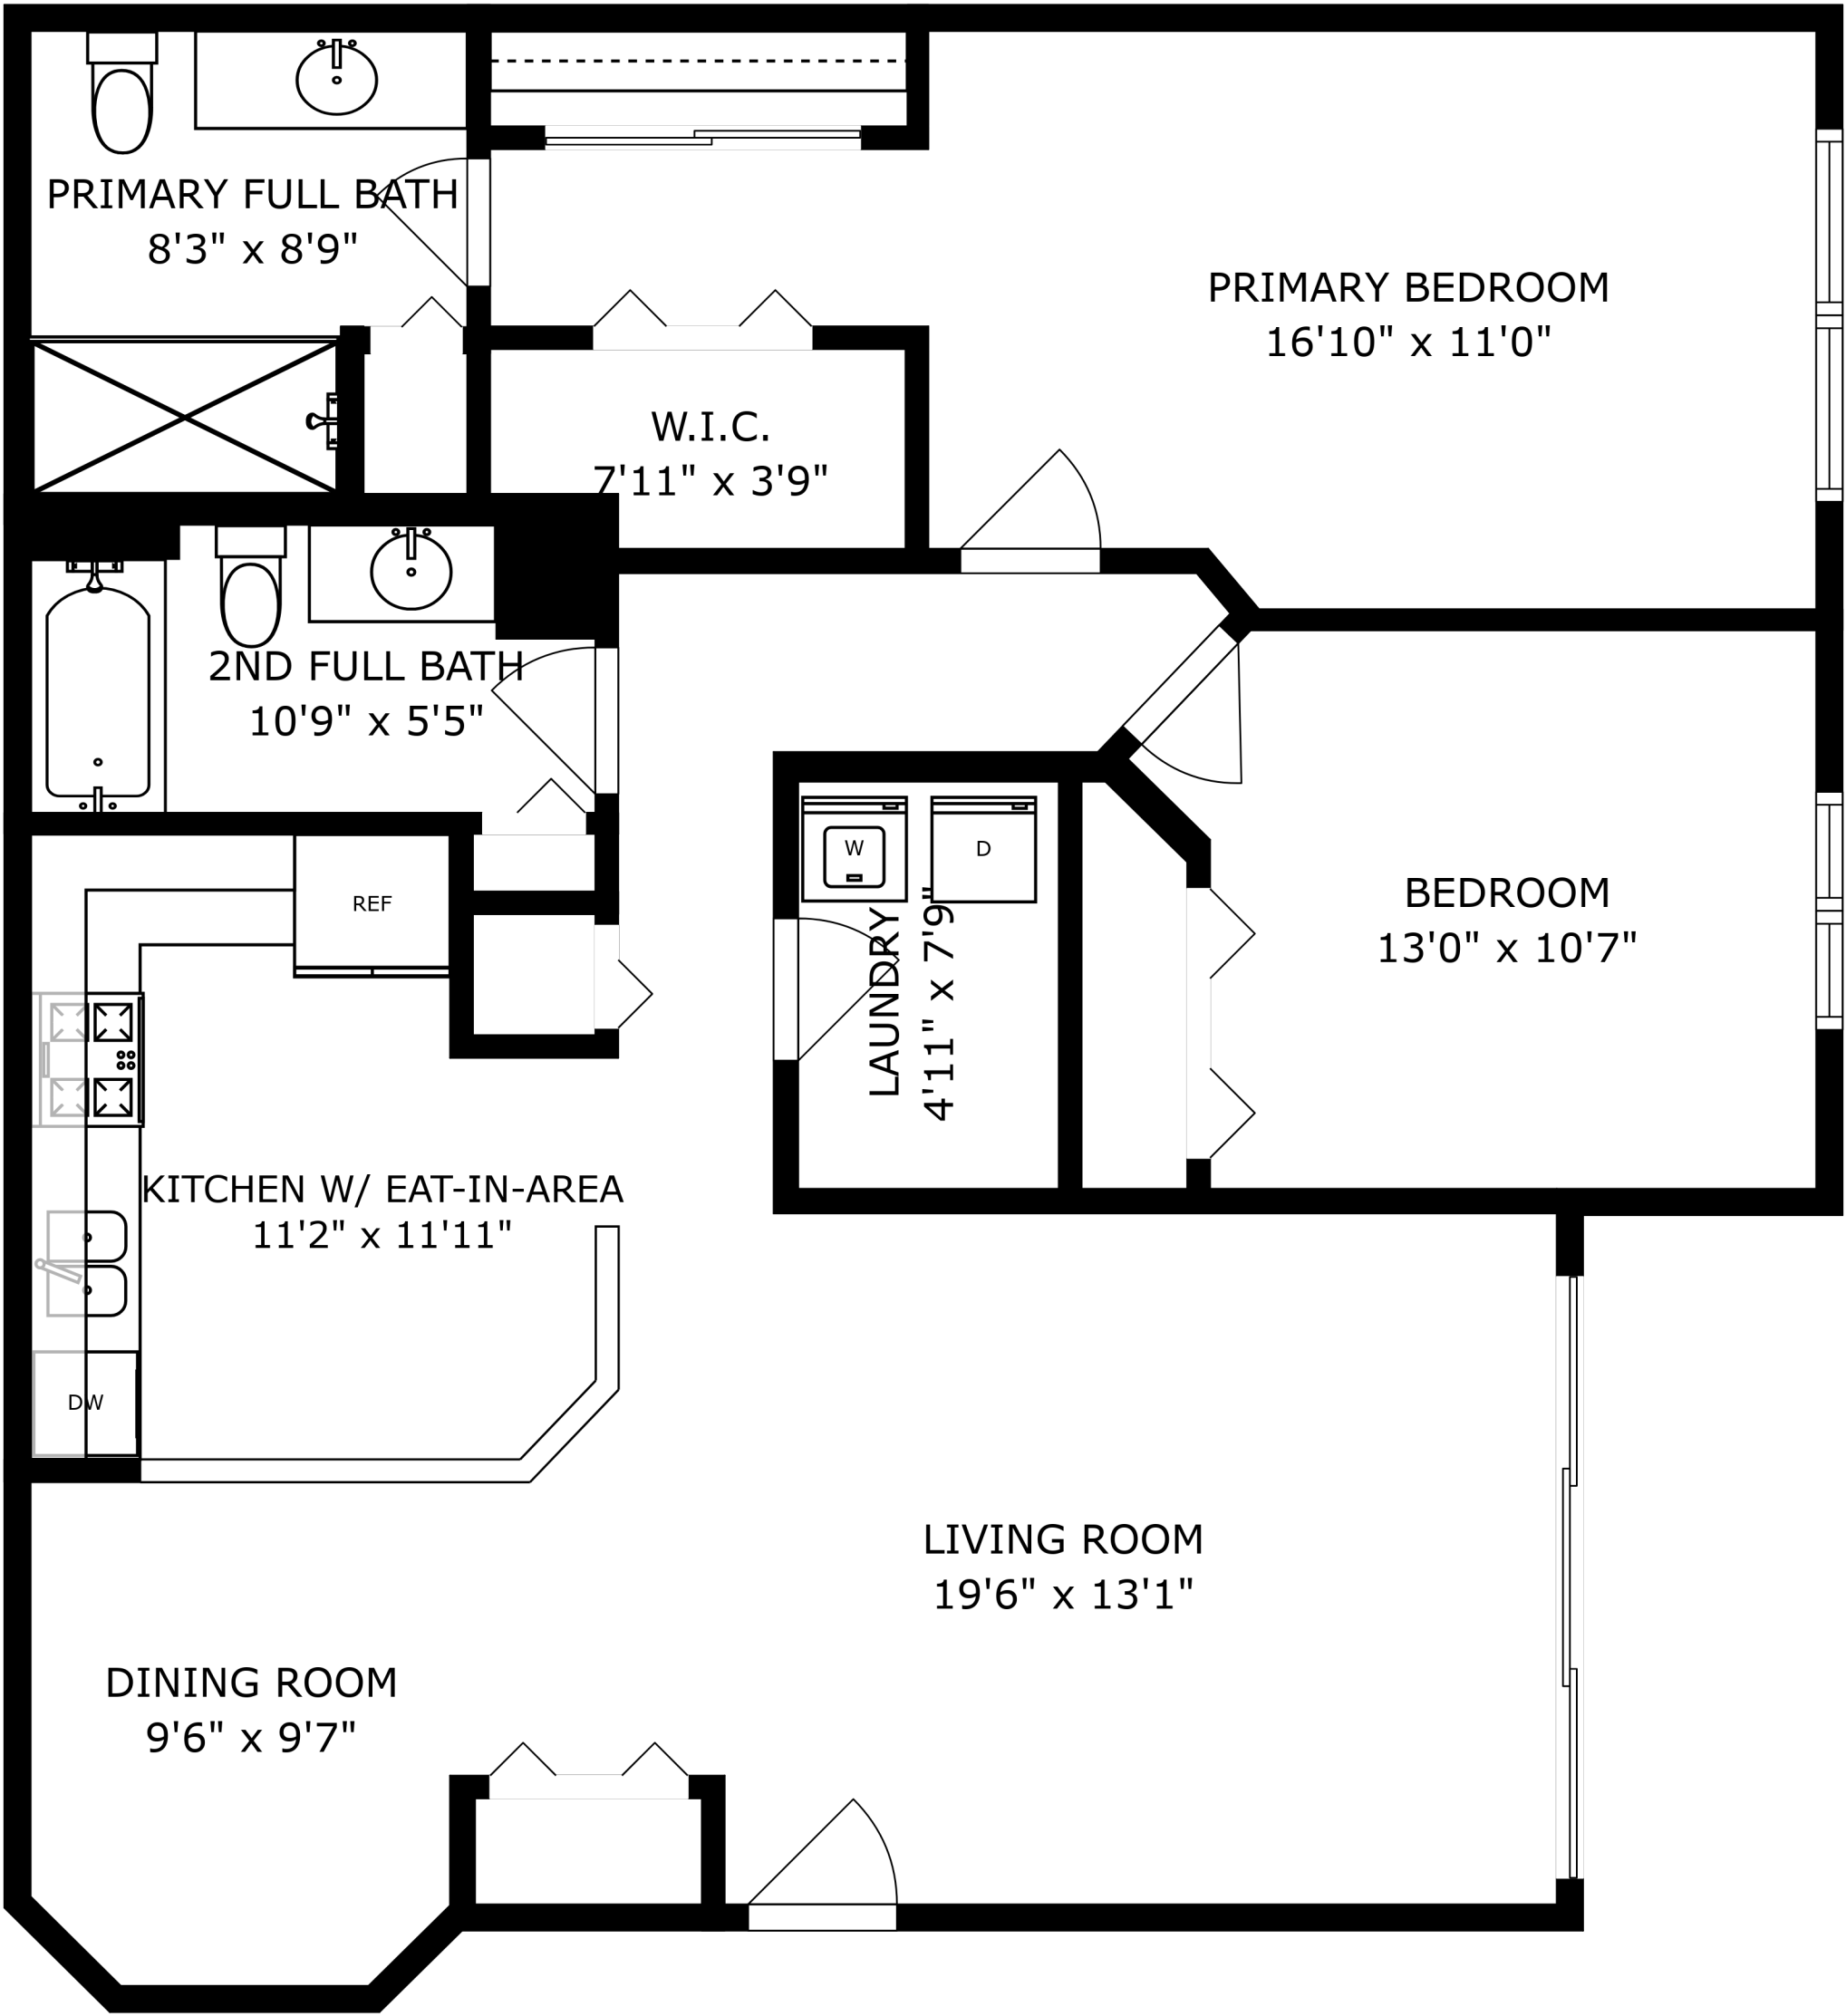 PRIMARY FULL BATH
8'3" x 8'9"
PRIMARY BEDROOM
16'10" x 11'0"
W.I.C.
7'11" x 3'9"
2ND FULL BATH
10'9" x 5'5"
W
D
LAUNDRY
4'11" x 7'9"
BEDROOM
13'0" x 10'7"
REF
KITCHEN W/ EAT-IN-AREA
11'2" x 11'11"
DW
LIVING ROOM
19'6" x 13'1"
DINING ROOM
9'6" x 9'7"